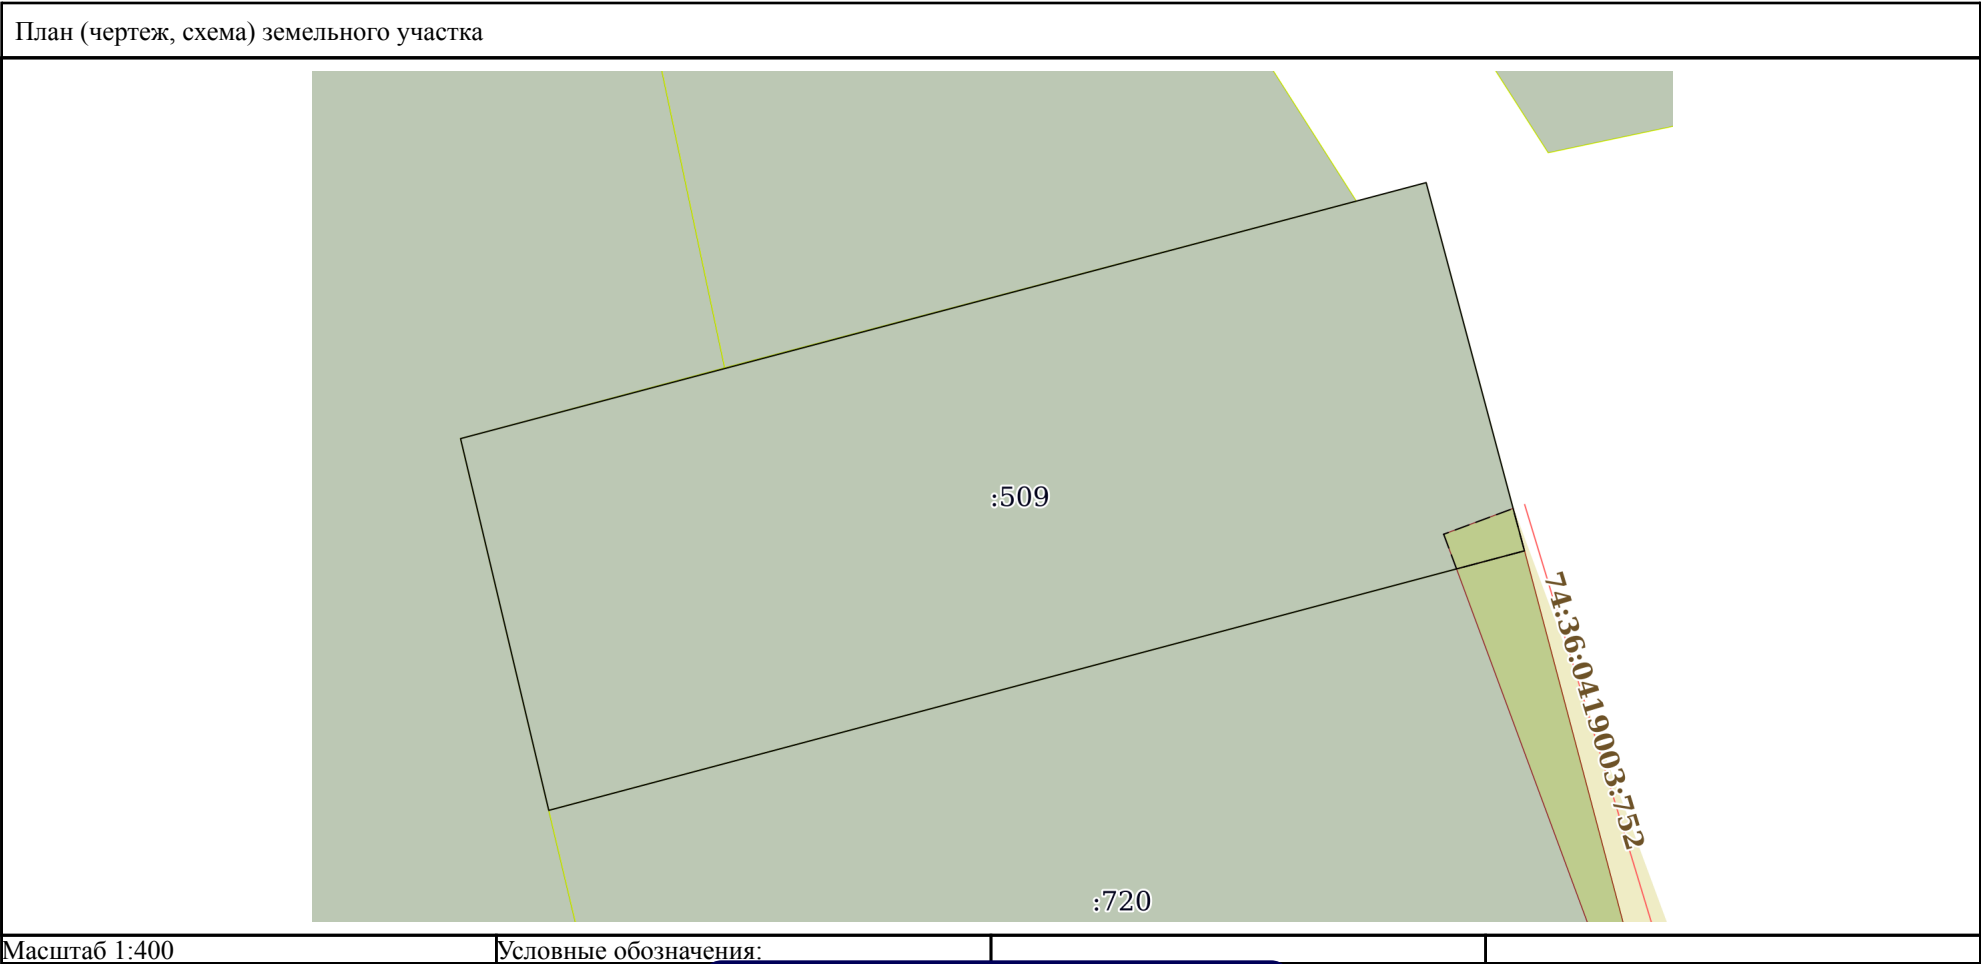 План (чертеж, схема) земельного участка
:509
74:36:0419003:752
:720
Масштаб 1:400
Условные обозначения: